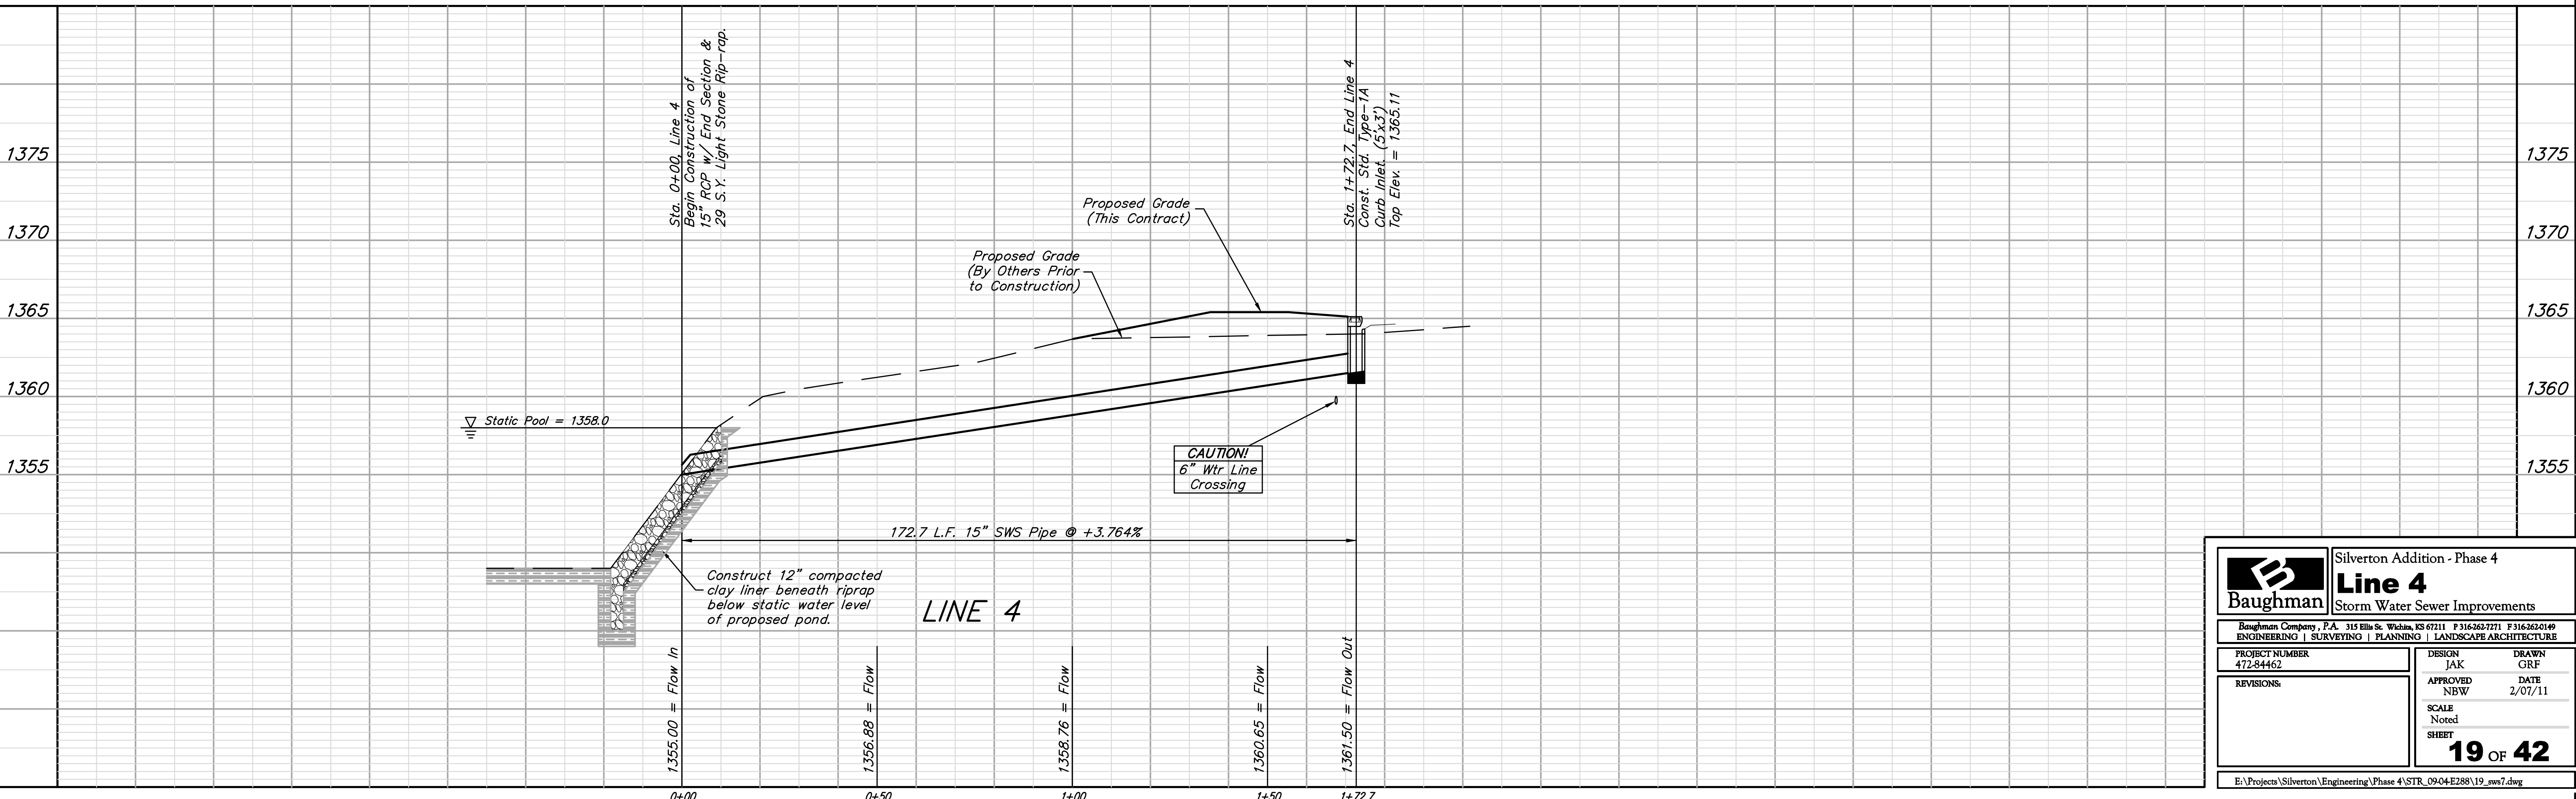 1375
1370
1365
1360
1355
1375
1370
1365
1360
1355
Sta. 0+00, Line 4
Begin Construction of
15" RCP w/ End Section &
29 S.Y. Light Stone Rip-rap.
Sta. 1+72.7, End Line 4
Const. Std. Type-1A
Curb Inlet. (5'x3')
Top Elev. = 1365.11
Proposed Grade
(This Contract)
Proposed Grade
(By Others Prior
to Construction)
Static Pool = 1358.0
CAUTION!
6" Wtr Line
Crossing
172.7 L.F. 15" SWS Pipe @ +3.764%
Construct 12" compacted
clay liner beneath riprap
below static water level
of proposed pond.
LINE 4
1355.00 = Flow In
1356.88 = Flow
1358.76 = Flow
1360.65 = Flow
1361.50 = Flow Out
0+00
0+50
1+00
1+50
1+72.7
B
Baughman
Silverton Addition - Phase 4
Line 4
Storm Water Sewer Improvements
Baughman Company, P.A. 315 Ellis St. Wichita, KS 67211 P 316-262-7271 F 316-262-0149
ENGINEERING | SURVEYING | PLANNING | LANDSCAPE ARCHITECTURE
PROJECT NUMBER
472-84462
REVISIONS:
DESIGN
JAK
DRAWN
GRF
APPROVED
NBW
DATE
2/07/11
SCALE
Noted
SHEET
19 OF 42
E:\Projects\Silverton\Engineering\Phase 4\STR_09-04-E288\19_sws7.dwg